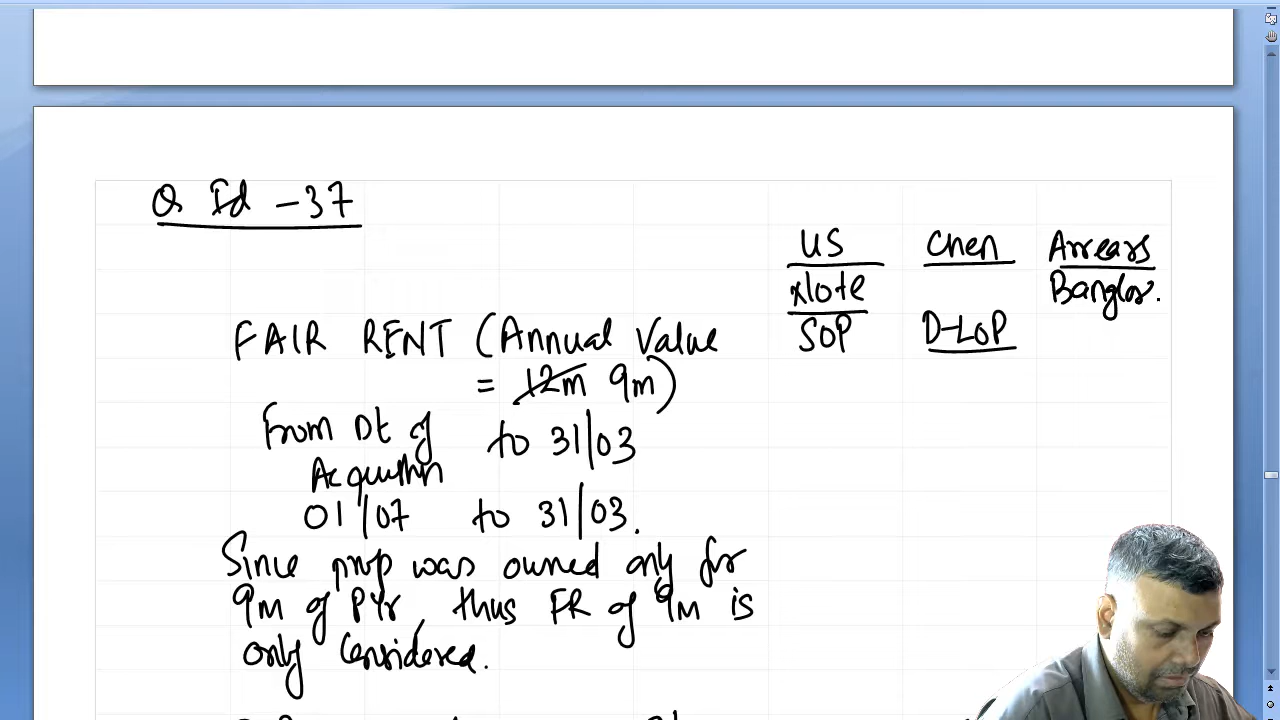 Q Id - 37
US Chen Arrears
xlote Banglor.
SOP D-LOP
FAIR RENT (Annual Value
= 12m 9m)
From Dt of to 31/03
Acqusthn
01/07 to 31/03.
Since prop was owned only for
9m of PYr, thus FR of 9m is
only considered.